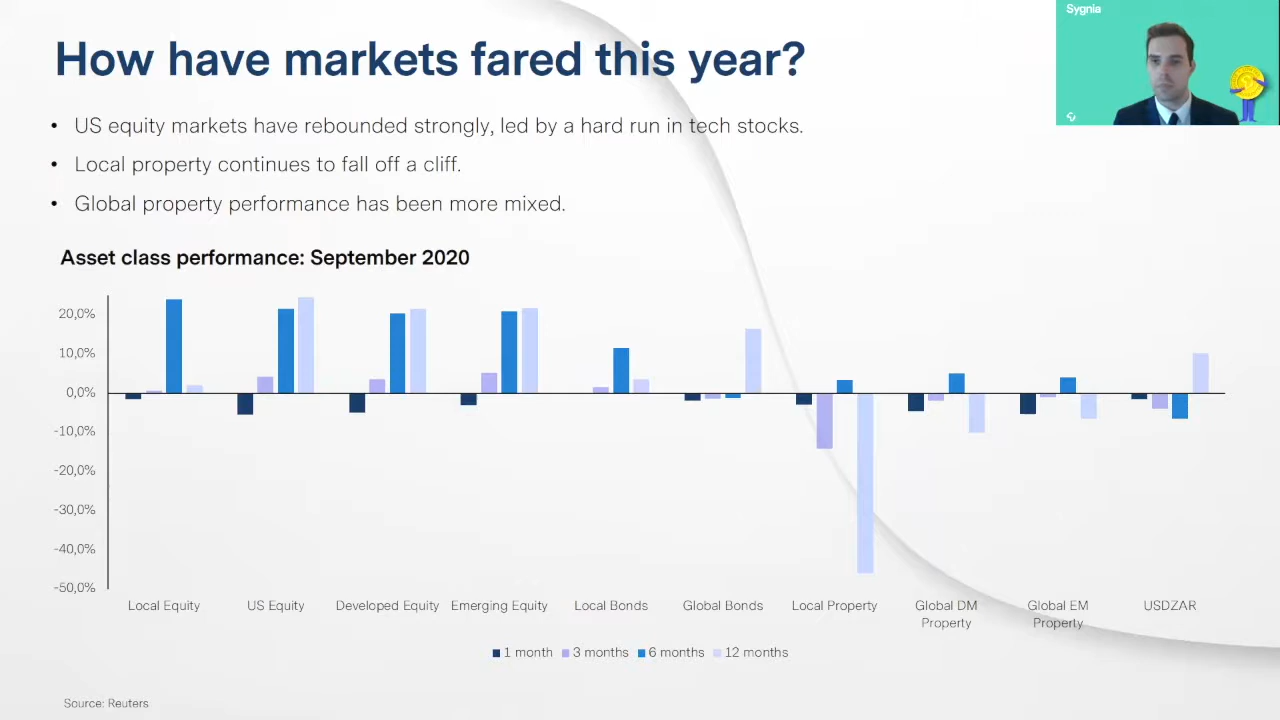 How have markets fared this year?
Sygnia
• US equity markets have rebounded strongly, led by a hard run in tech stocks.
• Local property continues to fall off a cliff.
• Global property performance has been more mixed.
Asset class performance: September 2020
20,0%
10,0%
0,0%
-10,0%
-20,0%
-30,0%
-40,0%
-50,0%
Local Equity
US Equity
Developed Equity
Emerging Equity
Local Bonds
Global Bonds
Local Property
Global DM
Property
Global EM
Property
USDZAR
1 month
3 months
6 months
12 months
Source: Reuters